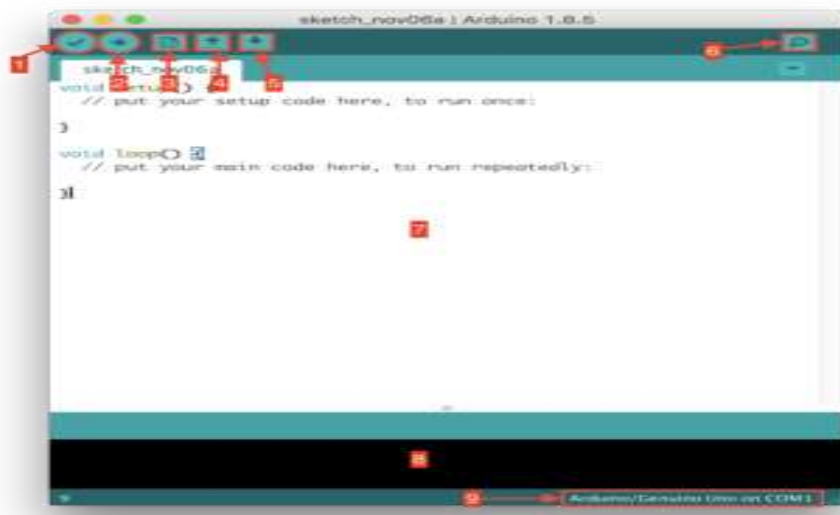 sketch_nov06a | Arduino 1.8.5
1
2
3
4
5
6
sketch_nov06a
void setup() {
// put your setup code here, to run once:
}
void loop() {
// put your main code here, to run repeatedly:
}
7
8
9
9
Arduino/Genuino Uno on COM1